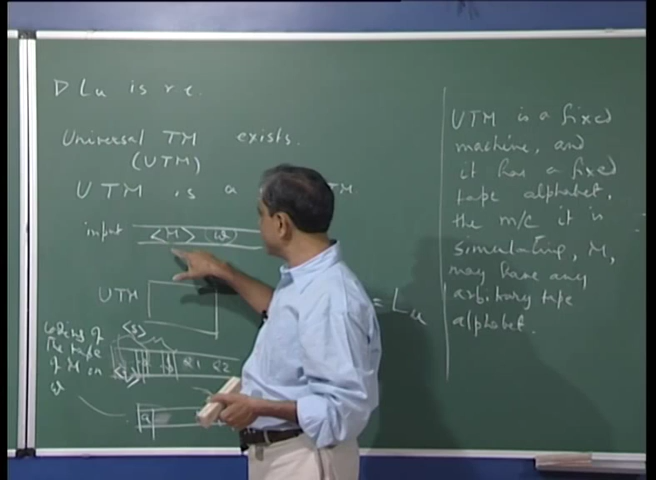 D Lu is r e.
Universal TM exists.
(UTM)
UTM is a TM.
input <M> w
UTM
= Lu
coding of
the tape
of M on
w
<s>
<q>
UTM is a fixed
machine, and
it has a fixed
tape alphabet.
the m/c it is
simulating, M,
may have any
arbitrary tape
alphabet.